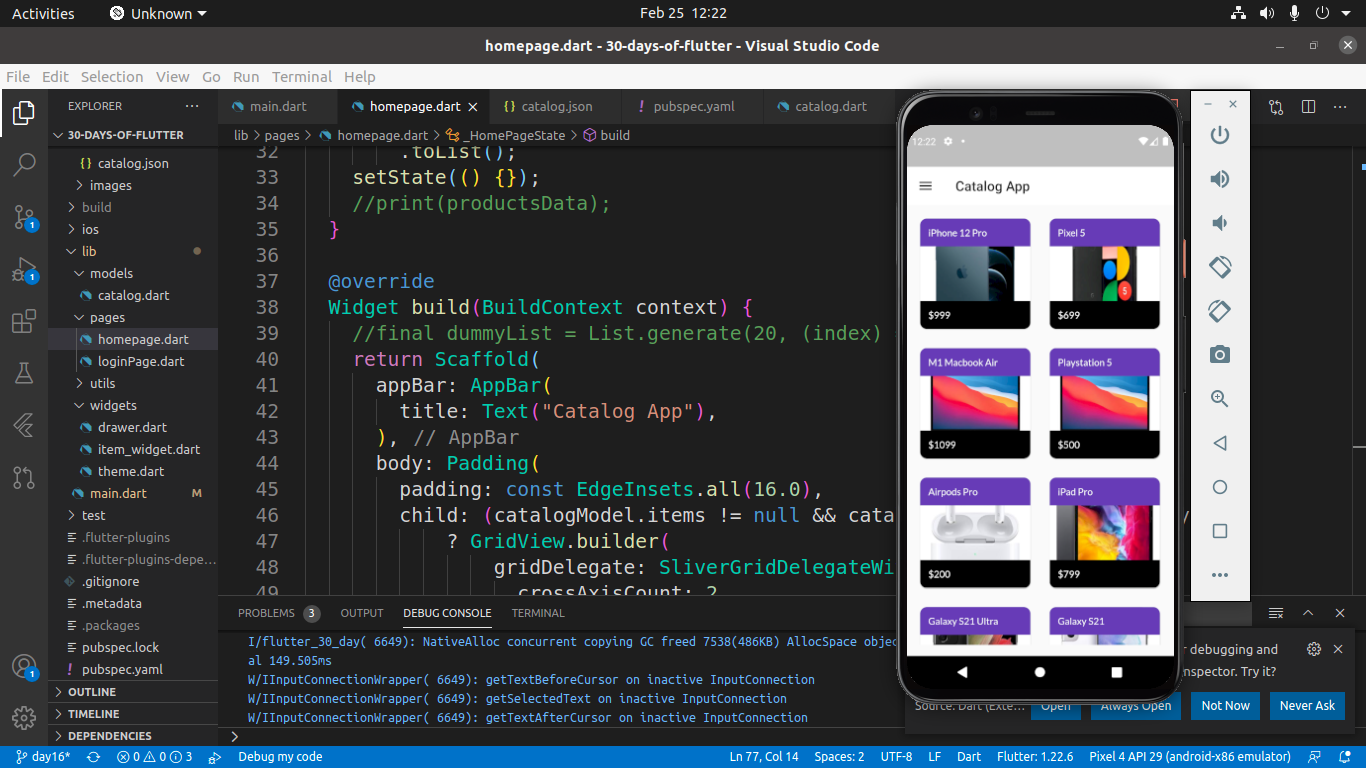 Activities Unknown Feb 25 12:22
homepage.dart - 30-days-of-flutter - Visual Studio Code
File Edit Selection View Go Run Terminal Help
EXPLORER
main.dart homepage.dart catalog.json pubspec.yaml catalog.dart
30-DAYS-OF-FLUTTER
lib > pages > homepage.dart > _HomePageState > build
catalog.json
images
build
ios
lib
models
catalog.dart
pages
homepage.dart
loginPage.dart
utils
widgets
drawer.dart
item_widget.dart
theme.dart
main.dart M
test
.flutter-plugins
.flutter-plugins-depe...
.gitignore
.metadata
.packages
pubspec.lock
pubspec.yaml
OUTLINE
TIMELINE
DEPENDENCIES
1
1
1
32 .toList();
33 setState(() {});
34 //print(productsData);
35 }
36
37 @override
38 Widget build(BuildContext context) {
39 //final dummyList = List.generate(20, (index)
40 return Scaffold(
41 appBar: AppBar(
42 title: Text("Catalog App"),
43 ), // AppBar
44 body: Padding(
45 padding: const EdgeInsets.all(16.0),
46 child: (catalogModel.items != null && cata
47 ? GridView.builder(
48 gridDelegate: SliverGridDelegateWi
49 crossAxisCount: 2
PROBLEMS 3 OUTPUT DEBUG CONSOLE TERMINAL
I/flutter_30_day( 6649): NativeAlloc concurrent copying GC freed 7538(486KB) AllocSpace objec
al 149.505ms
W/IInputConnectionWrapper( 6649): getTextBeforeCursor on inactive InputConnection
W/IInputConnectionWrapper( 6649): getSelectedText on inactive InputConnection
W/IInputConnectionWrapper( 6649): getTextAfterCursor on inactive InputConnection
12:22
Catalog App
iPhone 12 Pro Pixel 5
$999 $699
M1 Macbook Air Playstation 5
$1099 $500
Airpods Pro iPad Pro
$200 $799
Galaxy S21 Ultra Galaxy S21
r debugging and
nspector. Try it?
Source: Dart (Exte... Open Always Open Not Now Never Ask
day16* 0 0 3 Debug my code Ln 77, Col 14 Spaces: 2 UTF-8 LF Dart Flutter: 1.22.6 Pixel 4 API 29 (android-x86 emulator)